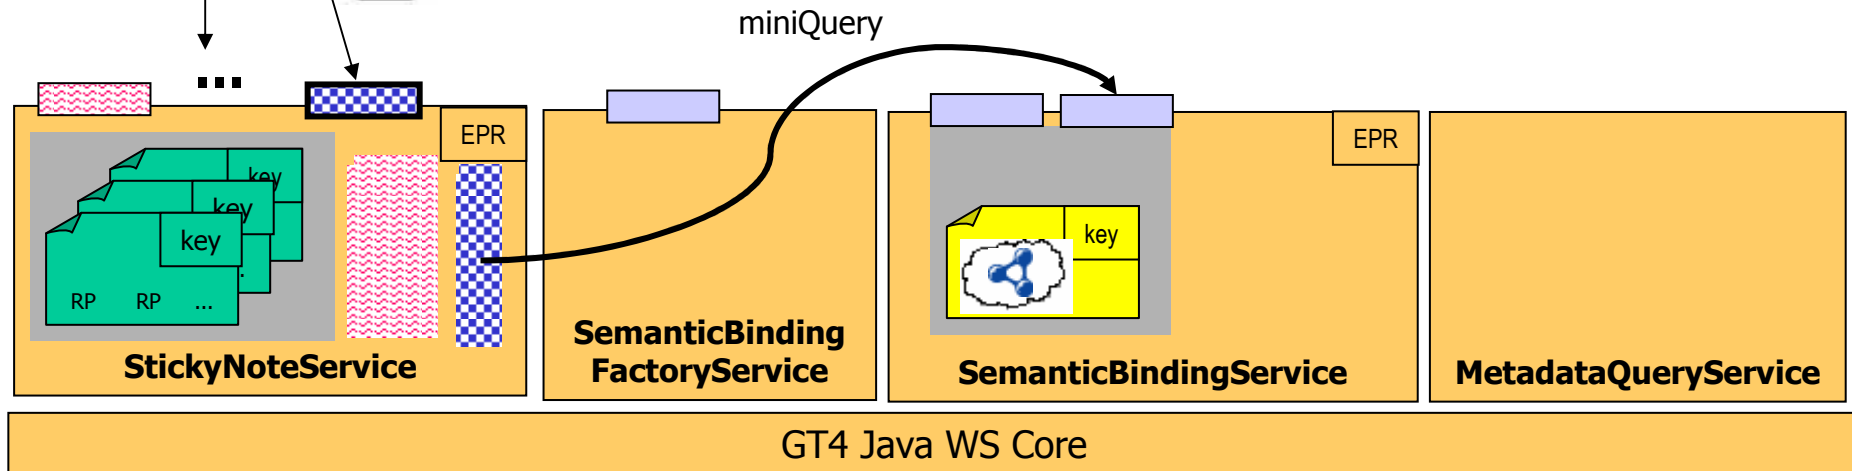 miniQuery
...
EPR
key
key
.
key
RP RP ...
StickyNoteService
SemanticBinding
FactoryService
EPR
key
SemanticBindingService
MetadataQueryService
GT4 Java WS Core